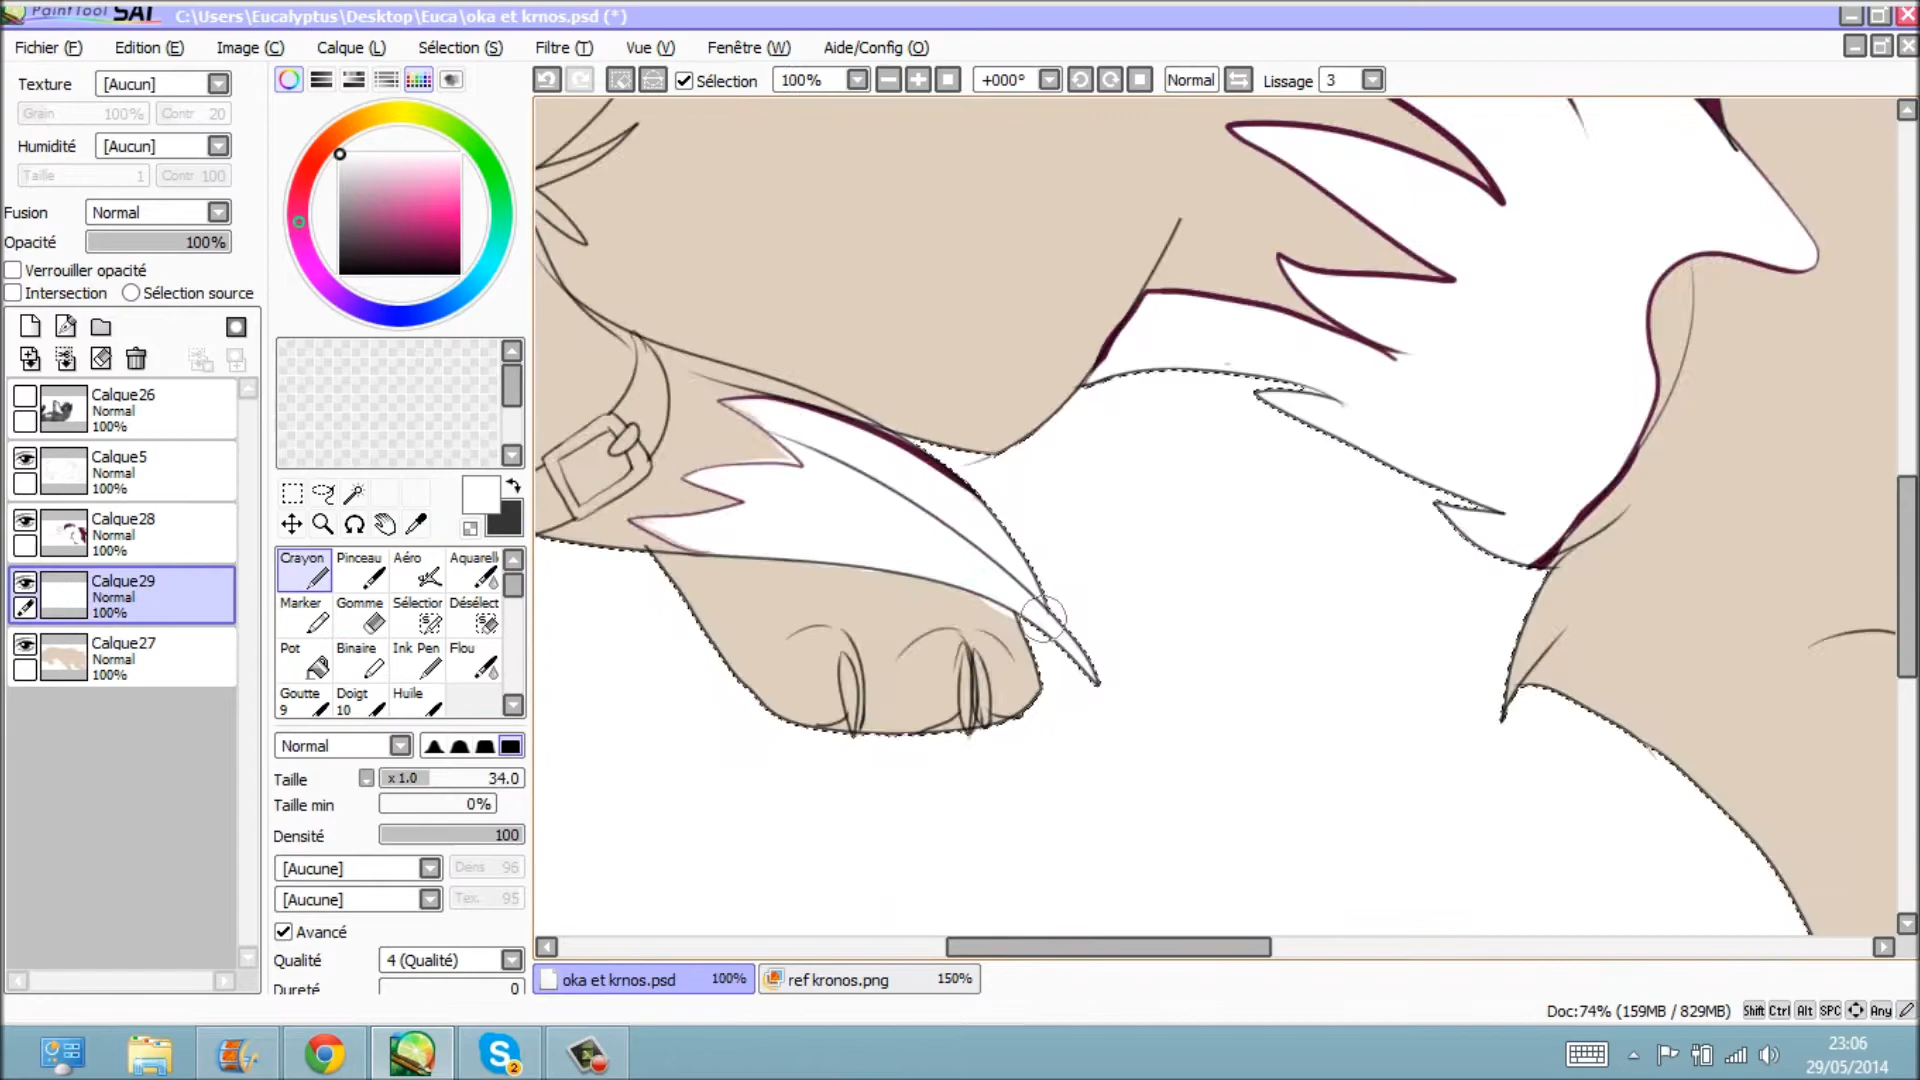 PaintTool SAI C:\Users\Eucalyptus\Desktop\Euca\oka et krnos.psd (*)
Fichier (F) Edition (E) Image (C) Calque (L) Sélection (S) Filtre (T) Vue (V) Fenêtre (W) Aide/Config (O)
Sélection 100% +000° Normal Lissage 3
Texture [Aucun]
Grain 100% Contr 20
Humidité [Aucun]
Taille 1 Contr 100
Fusion Normal
Opacité 100%
Verrouiller opacité
Intersection Sélection source
Calque26
Normal
100%
Calque5
Normal
100%
Calque28
Normal
100%
Calque29
Normal
100%
Calque27
Normal
100%
Crayon Pinceau Aéro Aquarell
Marker Gomme Sélection Désélect
Pot Binaire Ink Pen Flou
Goutte Doigt Huile
9 10
Normal
Taille x 1.0 34.0
Taille min 0%
Densité 100
[Aucune] Dens 96
[Aucune] Tex. 95
Avancé
Qualité 4 (Qualité)
Dureté 0
oka et krnos.psd 100% ref kronos.png 150%
Doc:74% (159MB / 829MB) Shift Ctrl Alt SPC Any
S 2
23:06
29/05/2014